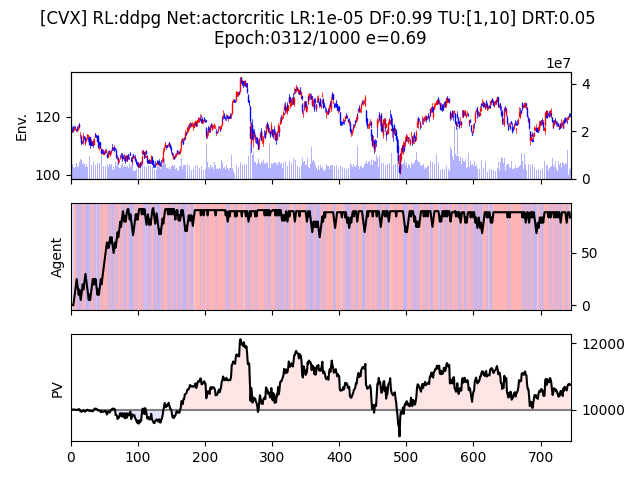 [CVX] RL:ddpg Net:actorcritic LR:1e-05 DF:0.99 TU:[1,10] DRT:0.05
Epoch:0312/1000 e=0.69
1e7
Env.
120
100
4
2
0
Agent
50
0
PV
12000
10000
0 100 200 300 400 500 600 700